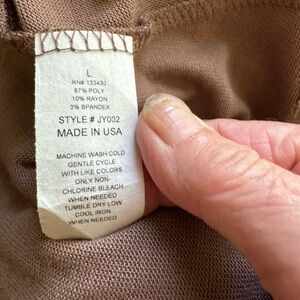 L
RN# 13343J
87% POLY
10% RAYON
3% SPANDEX
STYLE # JY002
MADE IN USA
MACHINE WASH COLD
GENTLE CYCLE
WITH LIKE COLORS
ONLY NON-
CHLORINE BLEACH
WHEN NEEDED
TUMBLE DRY LOW
COOL IRON
WHEN NEEDED